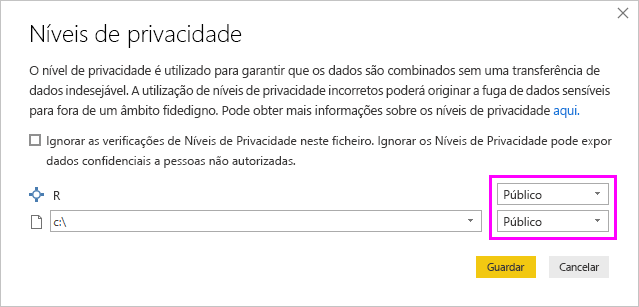 Níveis de privacidade
O nível de privacidade é utilizado para garantir que os dados são combinados sem uma transferência de
dados indesejável. A utilização de níveis de privacidade incorretos poderá originar a fuga de dados sensíveis
para fora de um âmbito fidedigno. Pode obter mais informações sobre os níveis de privacidade aqui.
Ignorar as verificações de Níveis de Privacidade neste ficheiro. Ignorar os Níveis de Privacidade pode expor
dados confidenciais a pessoas não autorizadas.
R Público
c:\ Público
Guardar Cancelar